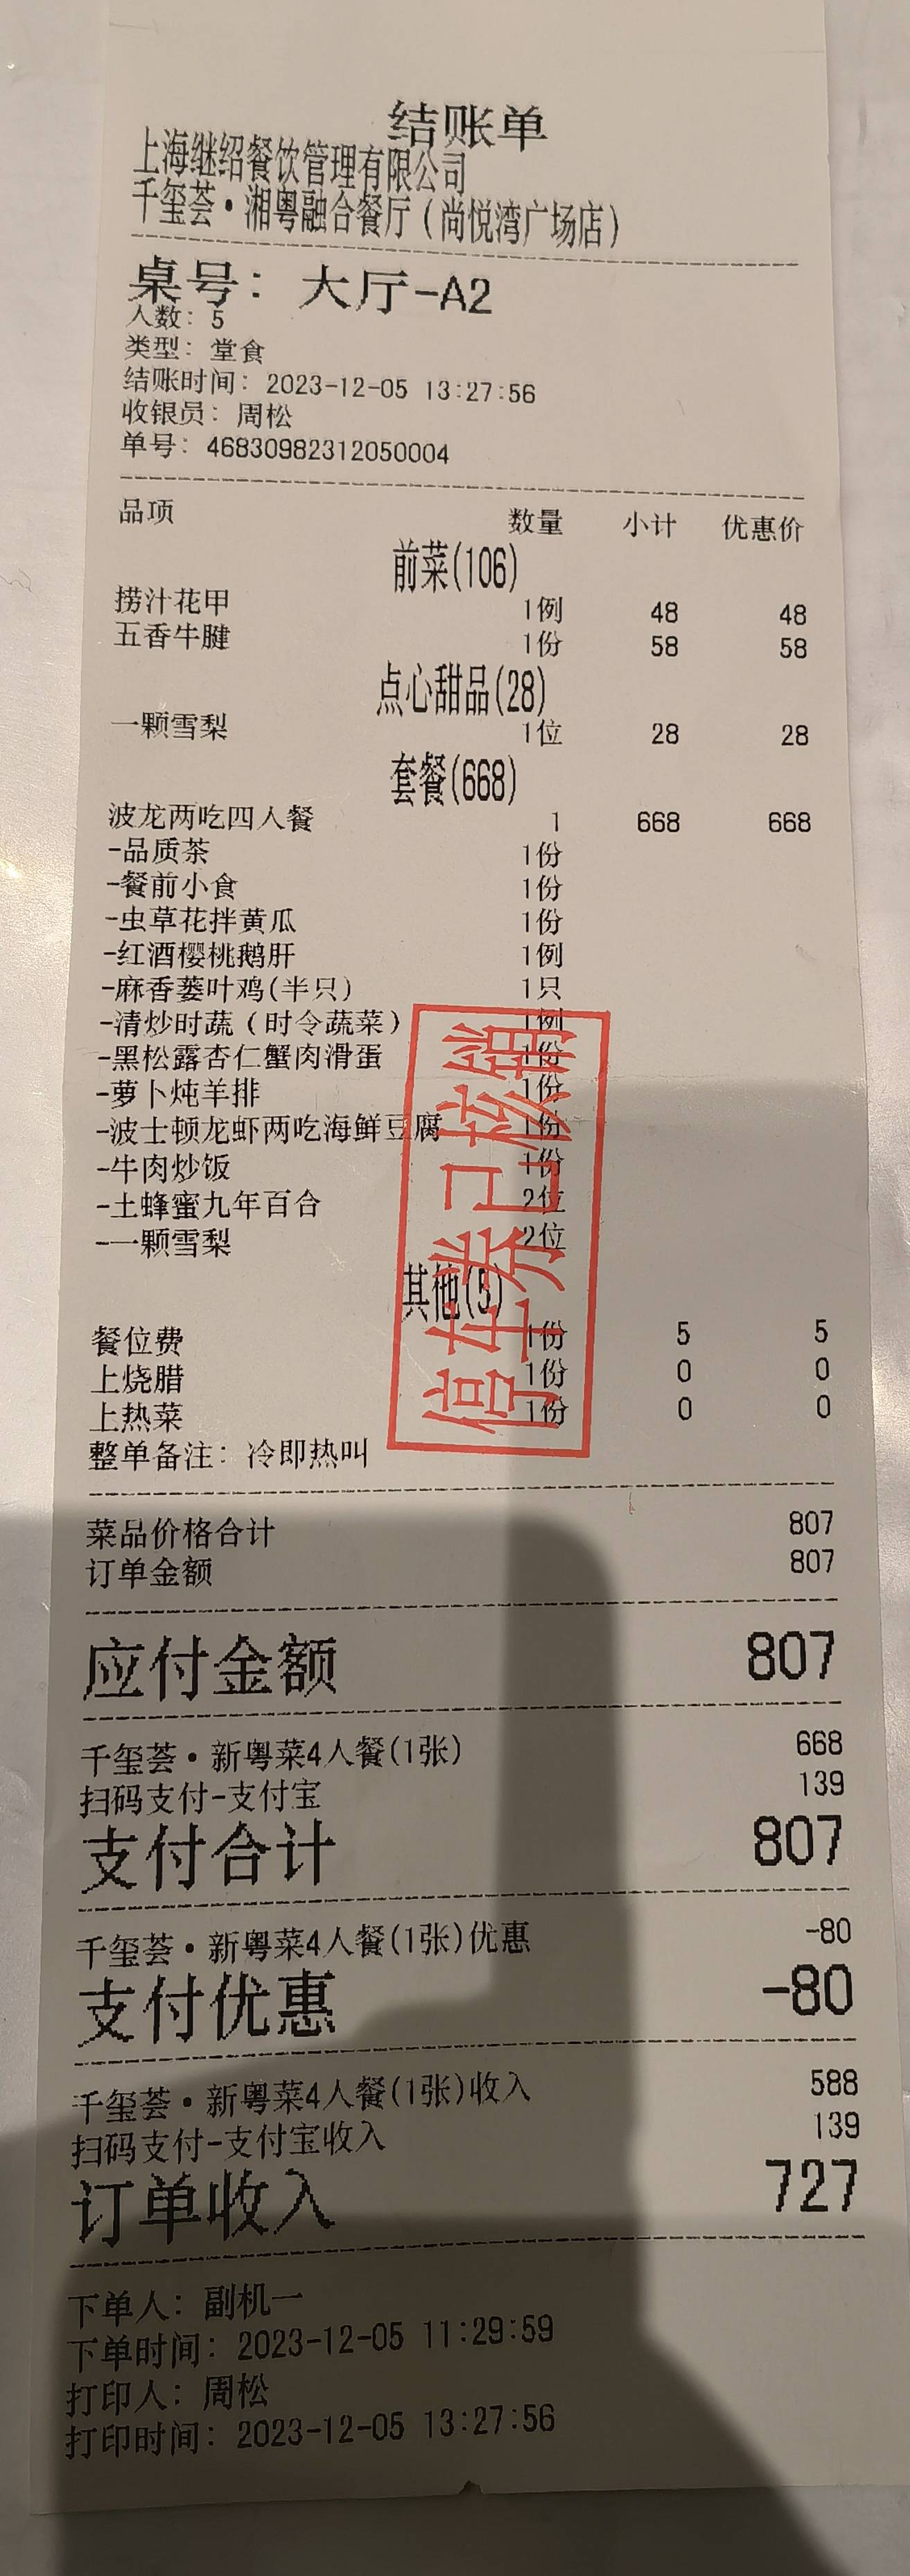 结账单
上海继绍餐饮管理有限公司
千玺荟·湘粤融合餐厅(尚悦湾广场店)
桌号: 大厅-A2
人数: 5
类型: 堂食
结账时间: 2023-12-05 13:27:56
收银员: 周松
单号: 46830982312050004
品项 数量 小计 优惠价
前菜(106)
捞汁花甲 1例 48 48
五香牛腱 1份 58 58
点心甜品(28)
一颗雪梨 1位 28 28
套餐(668)
波龙两吃四人餐 1 668 668
-品质茶 1份
-餐前小食 1份
-虫草花拌黄瓜 1份
-红酒樱桃鹅肝 1例
-麻香蒌叶鸡(半只) 1只
-清炒时蔬(时令蔬菜) 1例
-黑松露杏仁蟹肉滑蛋 1份
-萝卜炖羊排 1份
-波士顿龙虾两吃海鲜豆腐 1份
-牛肉炒饭 1份
-土蜂蜜九年百合 2位
-一颗雪梨 2位
其他(5)
餐位费 1份 5 5
上烧腊 1份 0 0
上热菜 1份 0 0
整单备注: 冷即热叫
停车券已核销
菜品价格合计 807
订单金额 807
应付金额 807
千玺荟·新粤菜4人餐(1张) 668
扫码支付-支付宝 139
支付合计 807
千玺荟·新粤菜4人餐(1张)优惠 -80
支付优惠 -80
千玺荟·新粤菜4人餐(1张)收入 588
扫码支付-支付宝收入 139
订单收入 727
下单人: 副机一
下单时间: 2023-12-05 11:29:59
打印人: 周松
打印时间: 2023-12-05 13:27:56